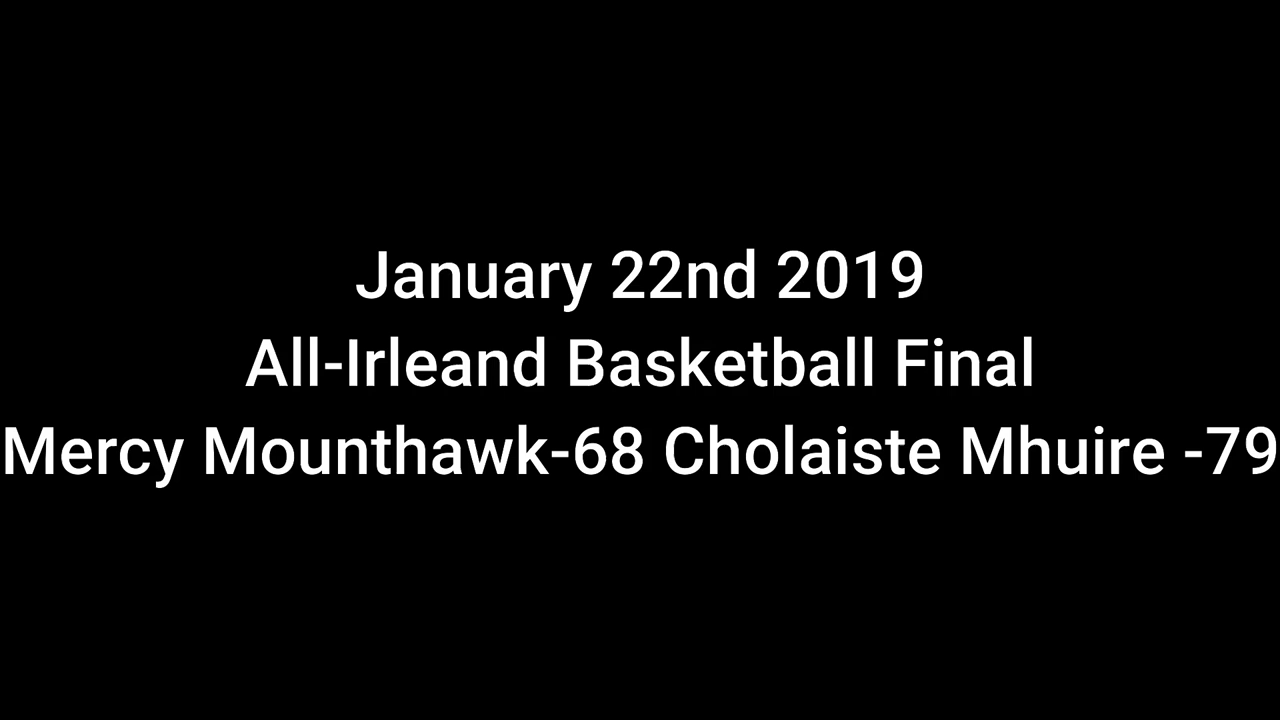 January 22nd 2019
All-Irleand Basketball Final
Mercy Mounthawk-68 Cholaiste Mhuire -79